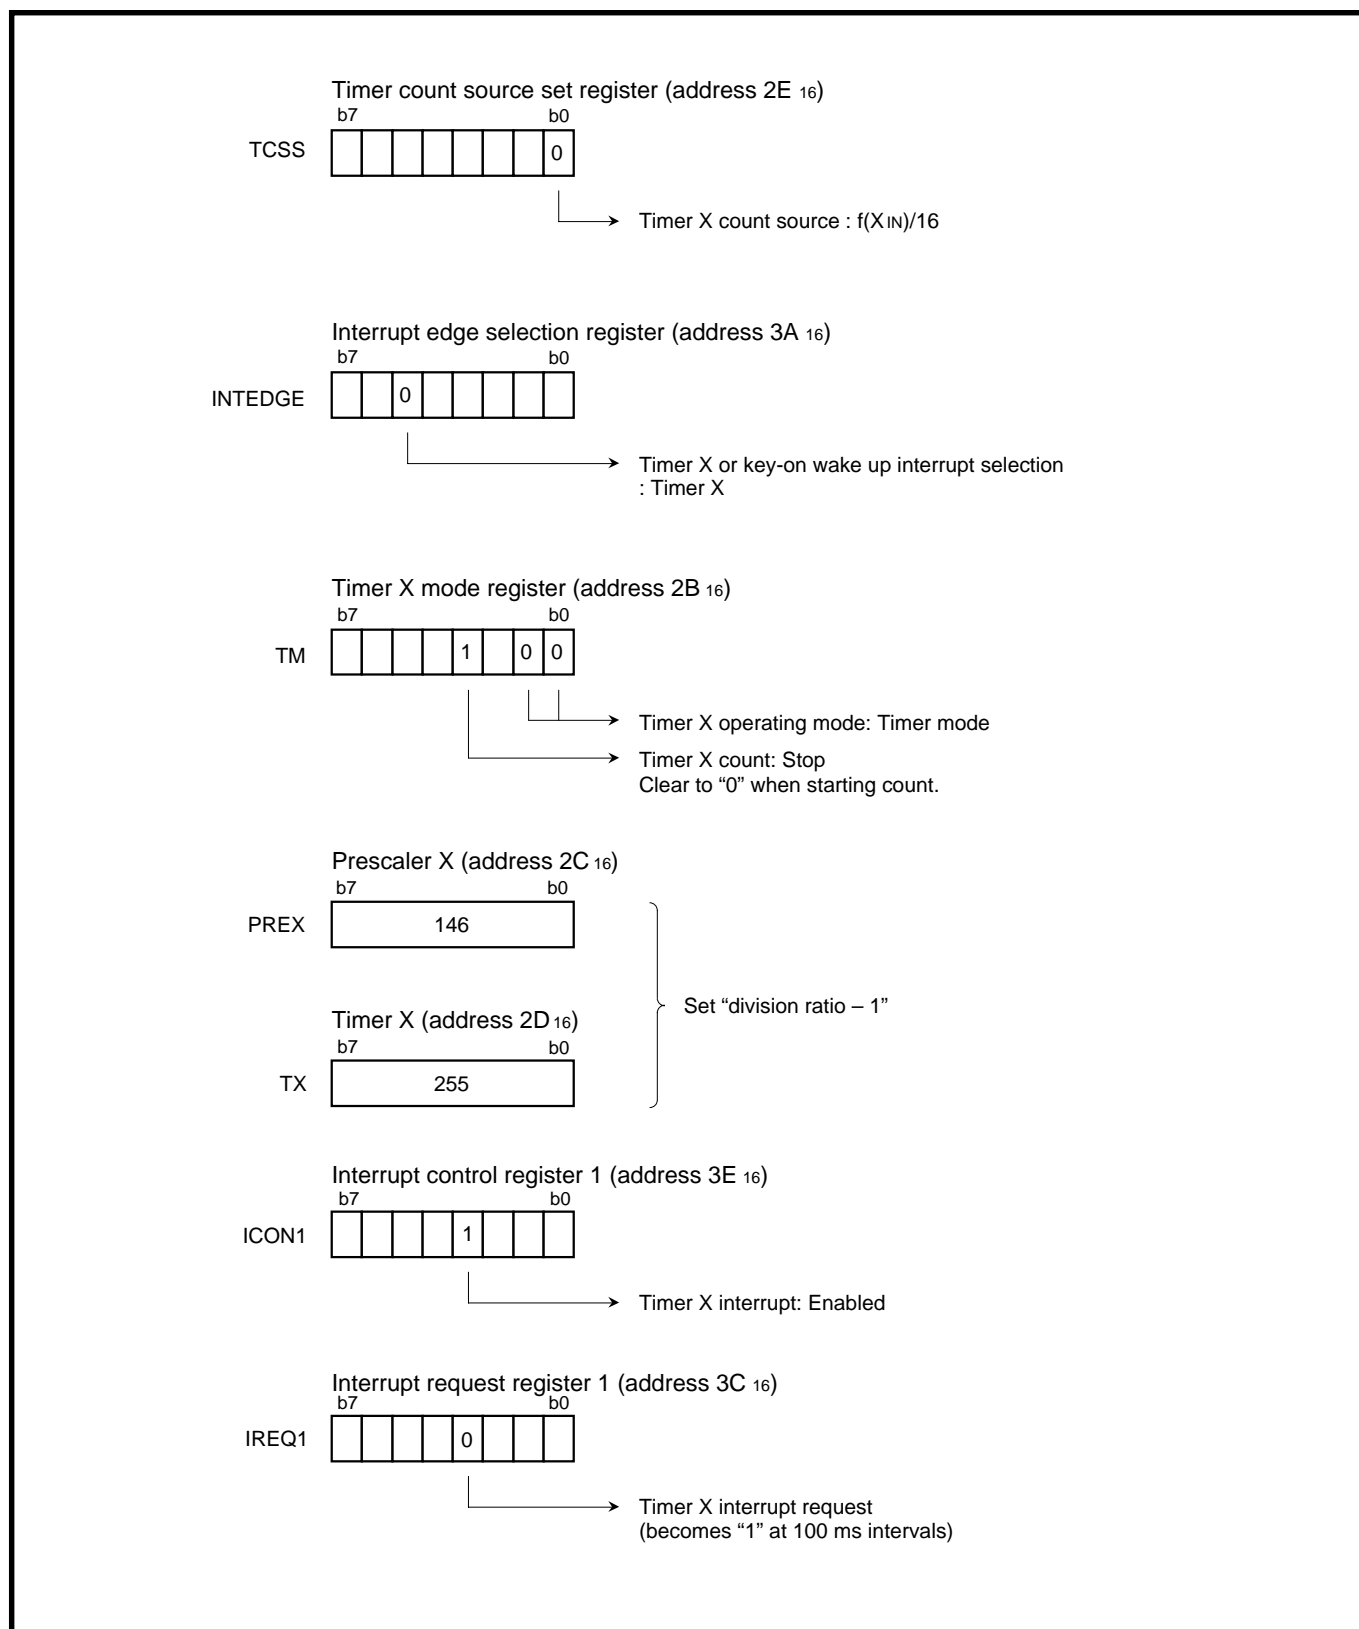 Timer count source set register (address 2E 16)
b7 b0
TCSS 0
Timer X count source : f(XIN)/16
Interrupt edge selection register (address 3A 16)
b7 b0
INTEDGE 0
Timer X or key-on wake up interrupt selection
: Timer X
Timer X mode register (address 2B 16)
b7 b0
TM 1 0 0
Timer X operating mode: Timer mode
Timer X count: Stop
Clear to “0” when starting count.
Prescaler X (address 2C 16)
b7 b0
PREX 146
Set “division ratio – 1”
Timer X (address 2D 16)
b7 b0
TX 255
Interrupt control register 1 (address 3E 16)
b7 b0
ICON1 1
Timer X interrupt: Enabled
Interrupt request register 1 (address 3C 16)
b7 b0
IREQ1 0
Timer X interrupt request
(becomes “1” at 100 ms intervals)